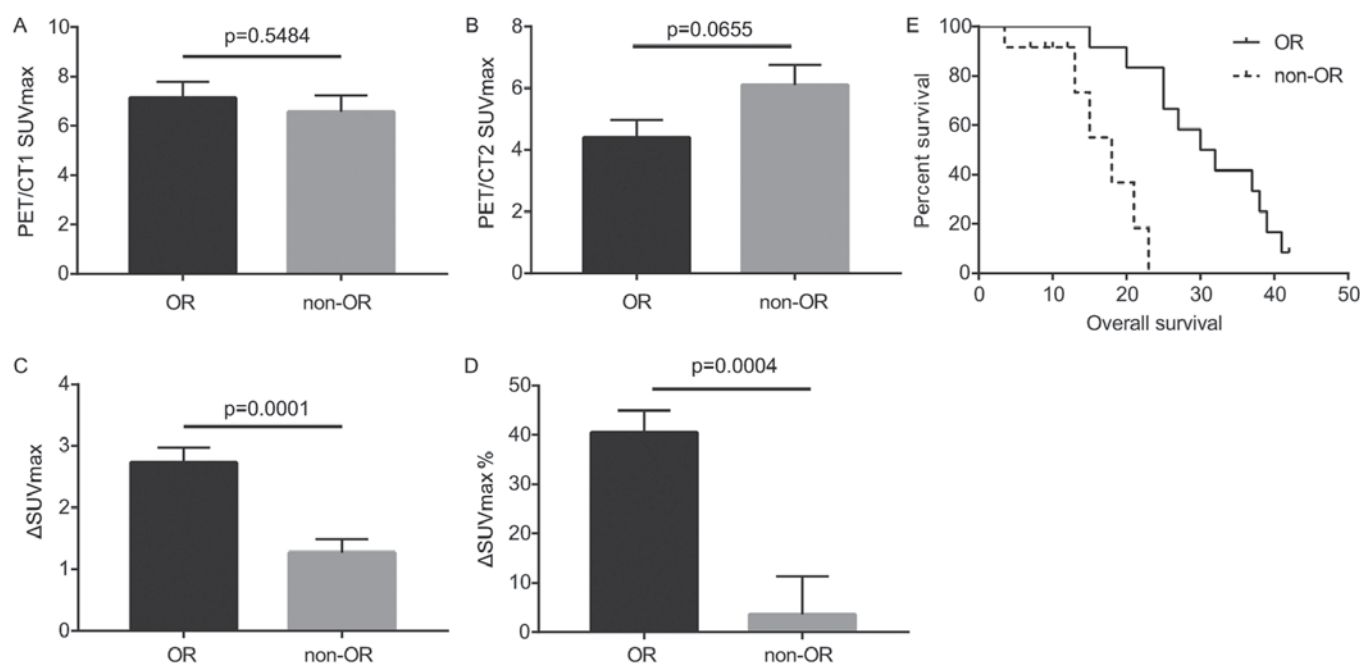 A
p=0.5484
PET/CT1 SUVmax
10
8
6
4
2
0
OR
non-OR
B
p=0.0655
PET/CT2 SUVmax
8
6
4
2
0
OR
non-OR
E
OR
non-OR
Percent survival
100
80
60
40
20
0
0
10
20
30
40
50
Overall survival
C
p=0.0001
ΔSUVmax
4
3
2
1
0
OR
non-OR
D
p=0.0004
ΔSUVmax %
50
40
30
20
10
0
OR
non-OR